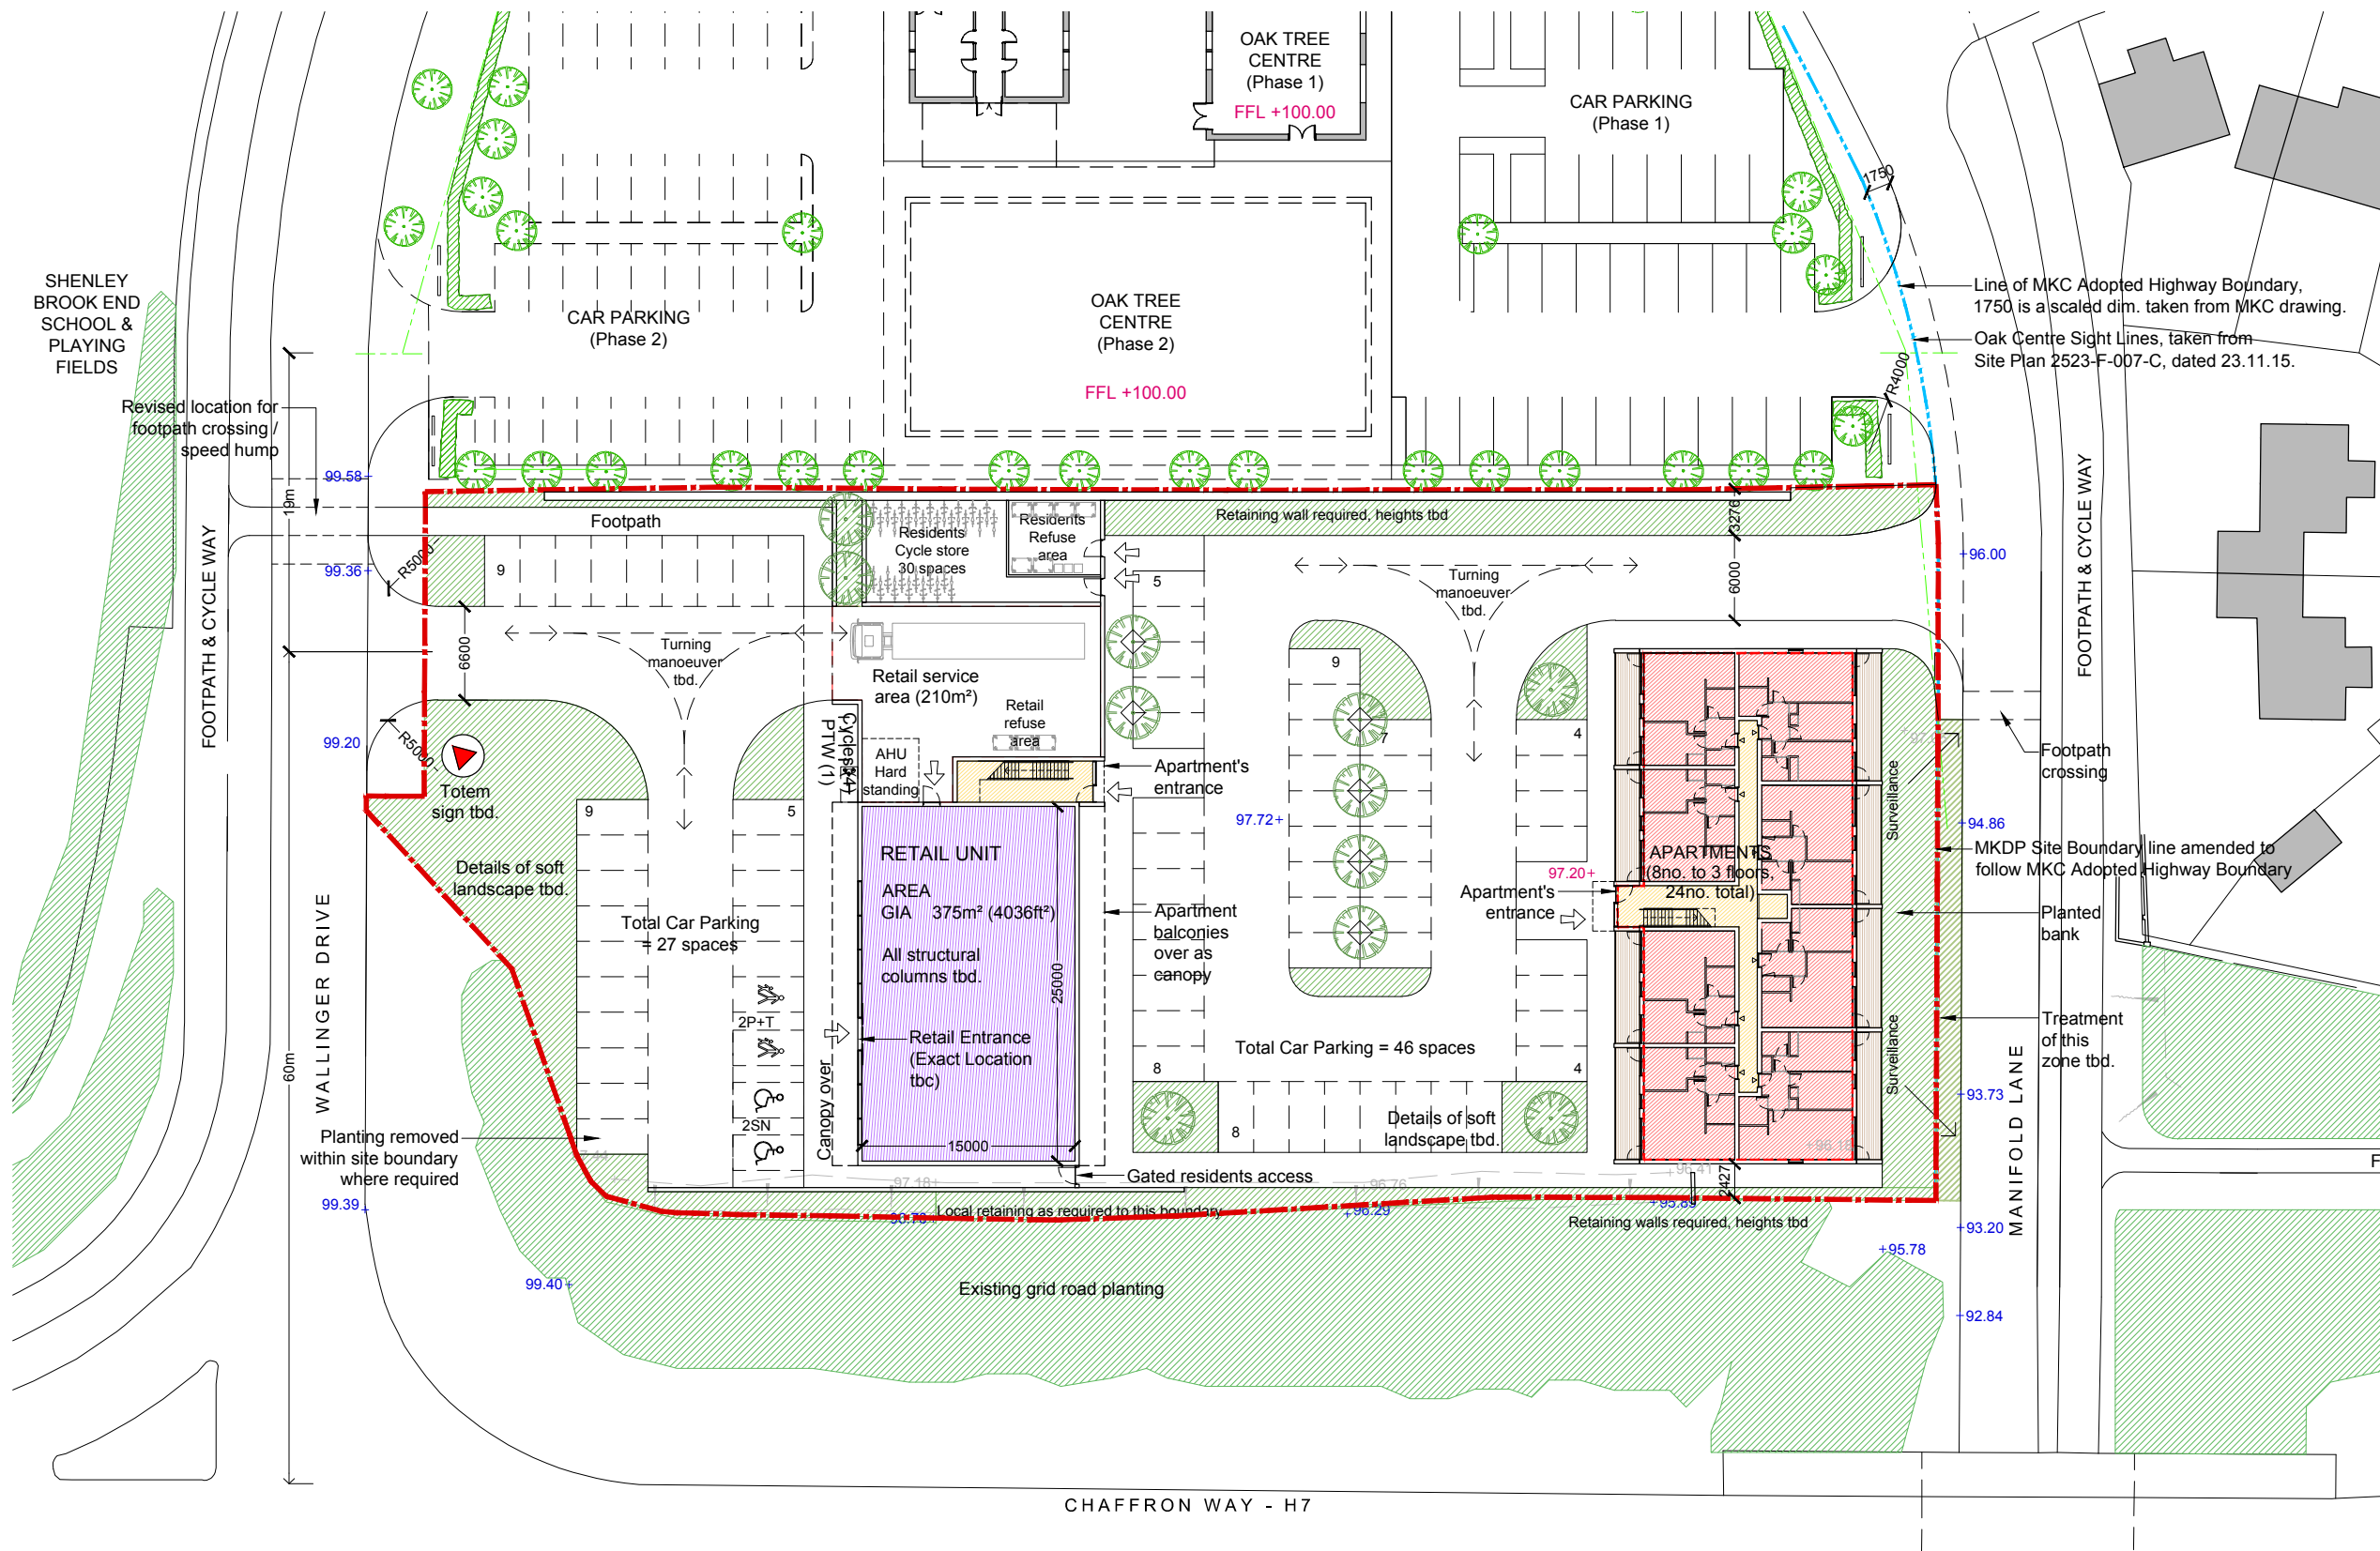 OAK TREE
CENTRE
(Phase 1)
FFL +100.00
CAR PARKING
(Phase 1)
1750
SHENLEY
BROOK END
SCHOOL &
PLAYING
FIELDS
CAR PARKING
(Phase 2)
OAK TREE
CENTRE
(Phase 2)
FFL +100.00
Line of MKC Adopted Highway Boundary,
1750 is a scaled dim. taken from MKC drawing.
Oak Centre Sight Lines, taken from
Site Plan 2523-F-007-C, dated 23.11.15.
R4000
Revised location for
footpath crossing /
speed hump
99.58+
19m
Footpath
R5000
99.36+
9
Residents
Cycle store
30 spaces
Residents
Refuse
area
Retaining wall required, heights tbd
3276
6000
+96.00
5
Turning
manoeuver
tbd.
FOOTPATH & CYCLE WAY
FOOTPATH & CYCLE WAY
6600
Turning
manoeuver
tbd.
Retail service
area (210m²)
Retail
refuse
area
9
7
4
99.20
R5000
Totem
sign tbd.
PTW (1)
Cycles (4)
AHU
Hard
standing
Apartment's
entrance
Footpath
crossing
Surveillance
9
5
97.72+
+94.86
MKDP Site Boundary line amended to
follow MKC Adopted Highway Boundary
RETAIL UNIT
AREA
GIA 375m² (4036ft²)
All structural
columns tbd.
25000
Details of soft
landscape tbd.
Total Car Parking
= 27 spaces
APARTMENTS
(8no. to 3 floors,
24no. total)
97.20+
Apartment's
entrance
Apartment
balconies
over as
canopy
Planted
bank
WALLINGER DRIVE
60m
2P+T
Retail Entrance
(Exact Location
tbc)
Total Car Parking = 46 spaces
Treatment
of this
zone tbd.
Surveillance
8
4
2SN
Canopy over
15000
8
Details of soft
landscape tbd.
+93.73
MANIFOLD LANE
Planting removed
within site boundary
where required
Gated residents access
97.18+
+96.76
+96.41
2427
99.39+
Local retaining as required to this boundary
+96.29
+95.89
Retaining walls required, heights tbd
+93.20
+95.78
99.40+
Existing grid road planting
+92.84
F
CHAFFRON WAY - H7